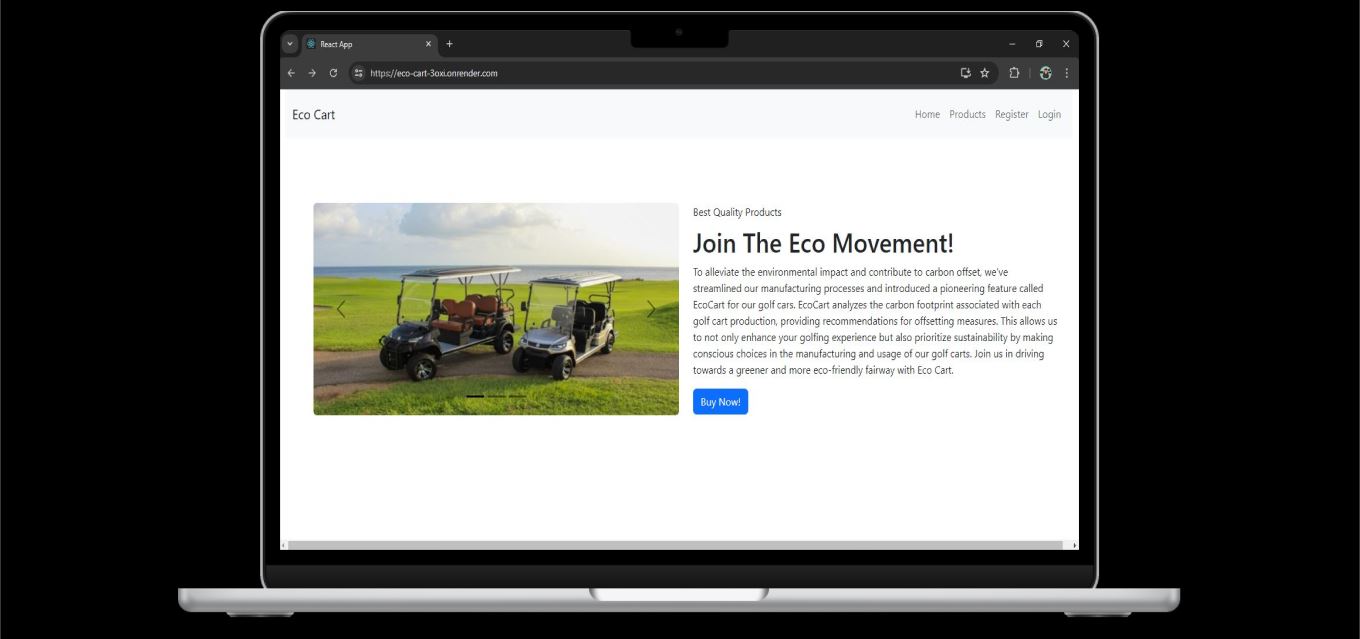 React App
https://eco-cart-3oxi.onrender.com
Eco Cart
Home Products Register Login
Best Quality Products
Join The Eco Movement!
To alleviate the environmental impact and contribute to carbon offset, we've
streamlined our manufacturing processes and introduced a pioneering feature called
EcoCart for our golf cars. EcoCart analyzes the carbon footprint associated with each
golf cart production, providing recommendations for offsetting measures. This allows us
to not only enhance your golfing experience but also prioritize sustainability by making
conscious choices in the manufacturing and usage of our golf carts. Join us in driving
towards a greener and more eco-friendly fairway with Eco Cart.
Buy Now!